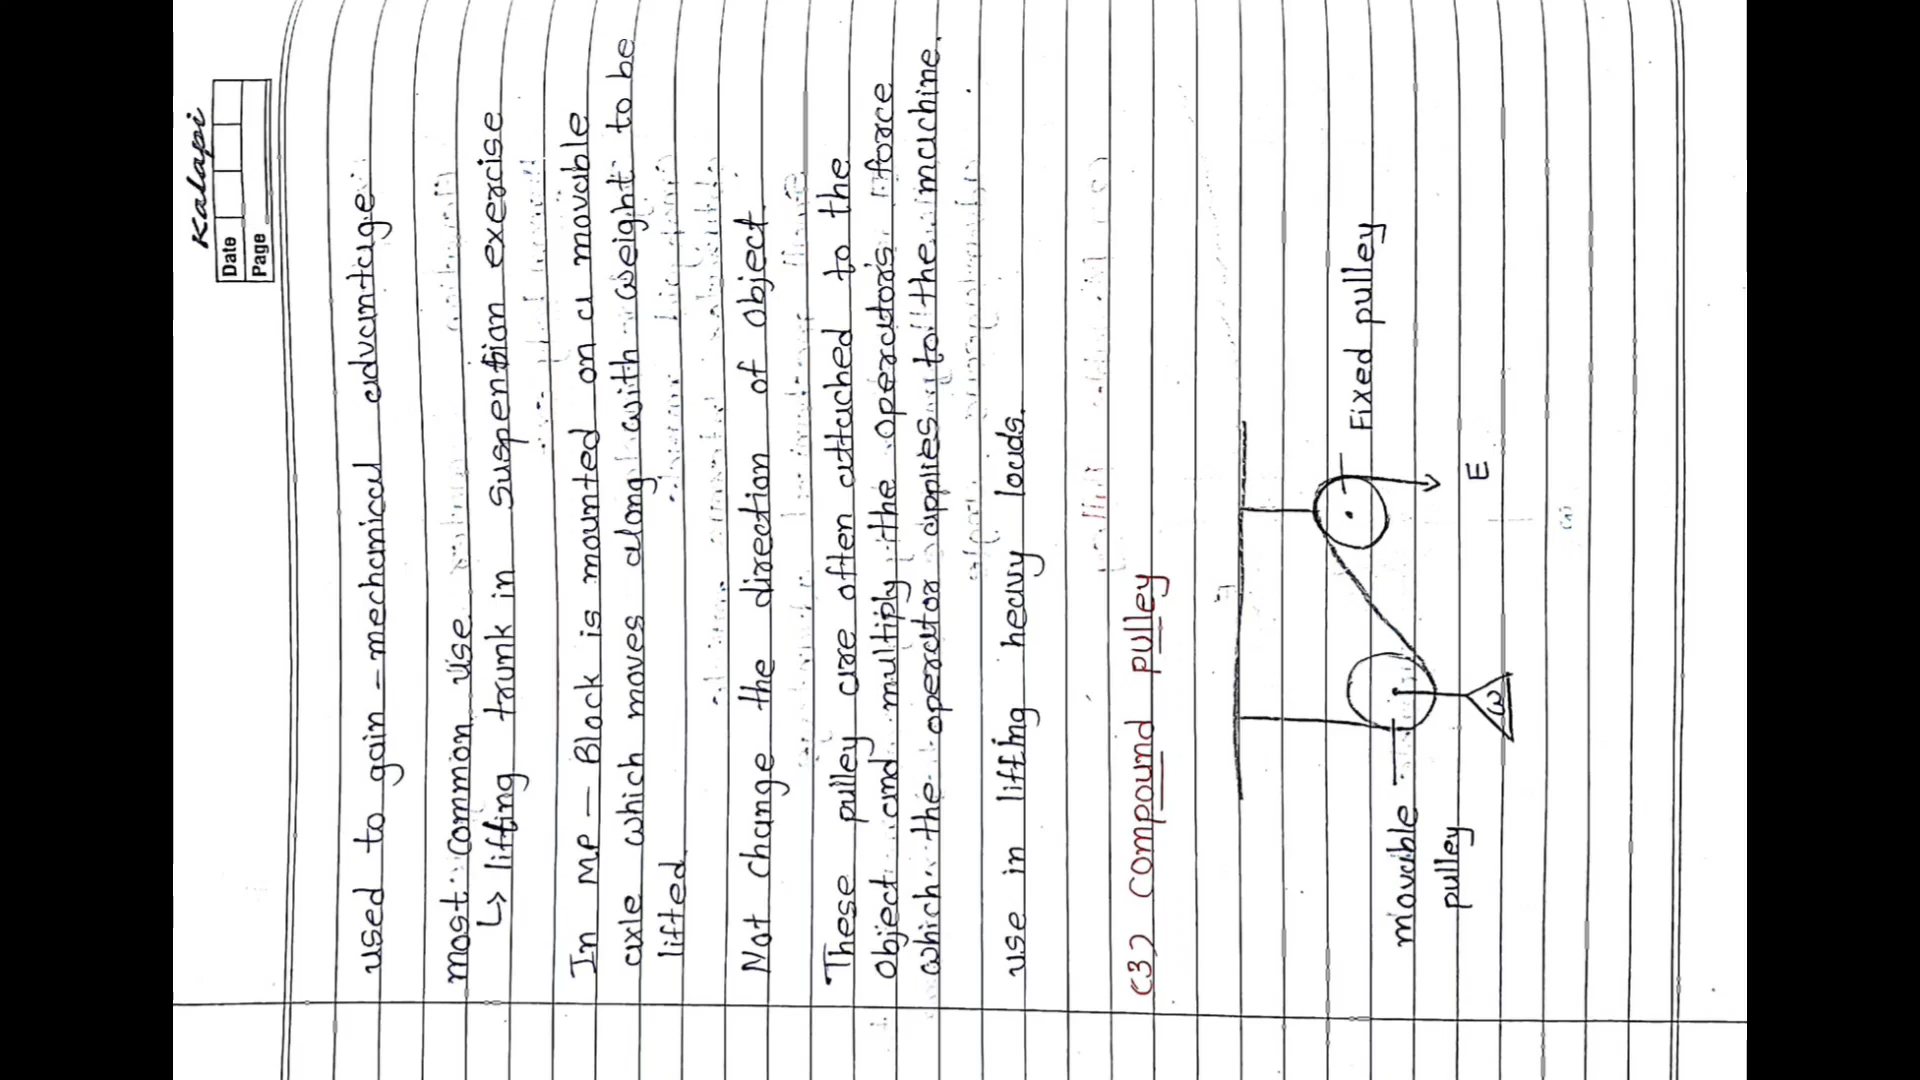 Kalapi
Date
Page
used to gain - mechanical advantage.
most common use
↳ lifting trunk in suspention exercise
In MP — Block is mounted on a movable
axle which moves along with weight to be
lifted.
Not change the direction of object.
These pulley are often attached to the
object and multiply the operator's force
which the operator applies to the machine.
use in lifting heavy loads.
(3) compound pulley
Fixed pulley
E
movable
pulley
W